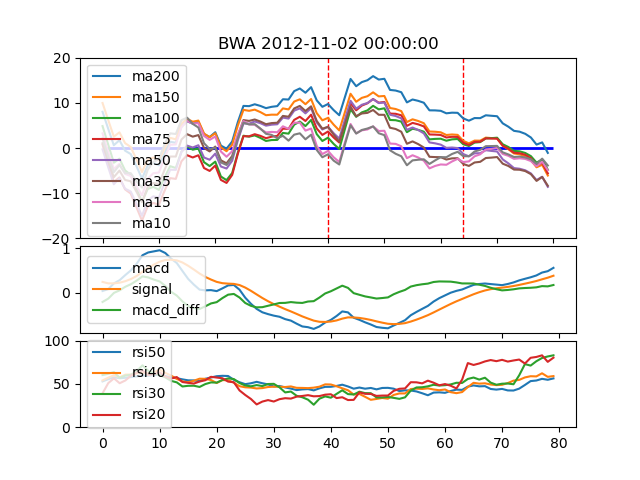 BWA 2012-11-02 00:00:00
20
10
0
−10
−20
ma200
ma150
ma100
ma75
ma50
ma35
ma15
ma10
1
0
macd
signal
macd_diff
100
50
0
rsi50
rsi40
rsi30
rsi20
0 10 20 30 40 50 60 70 80